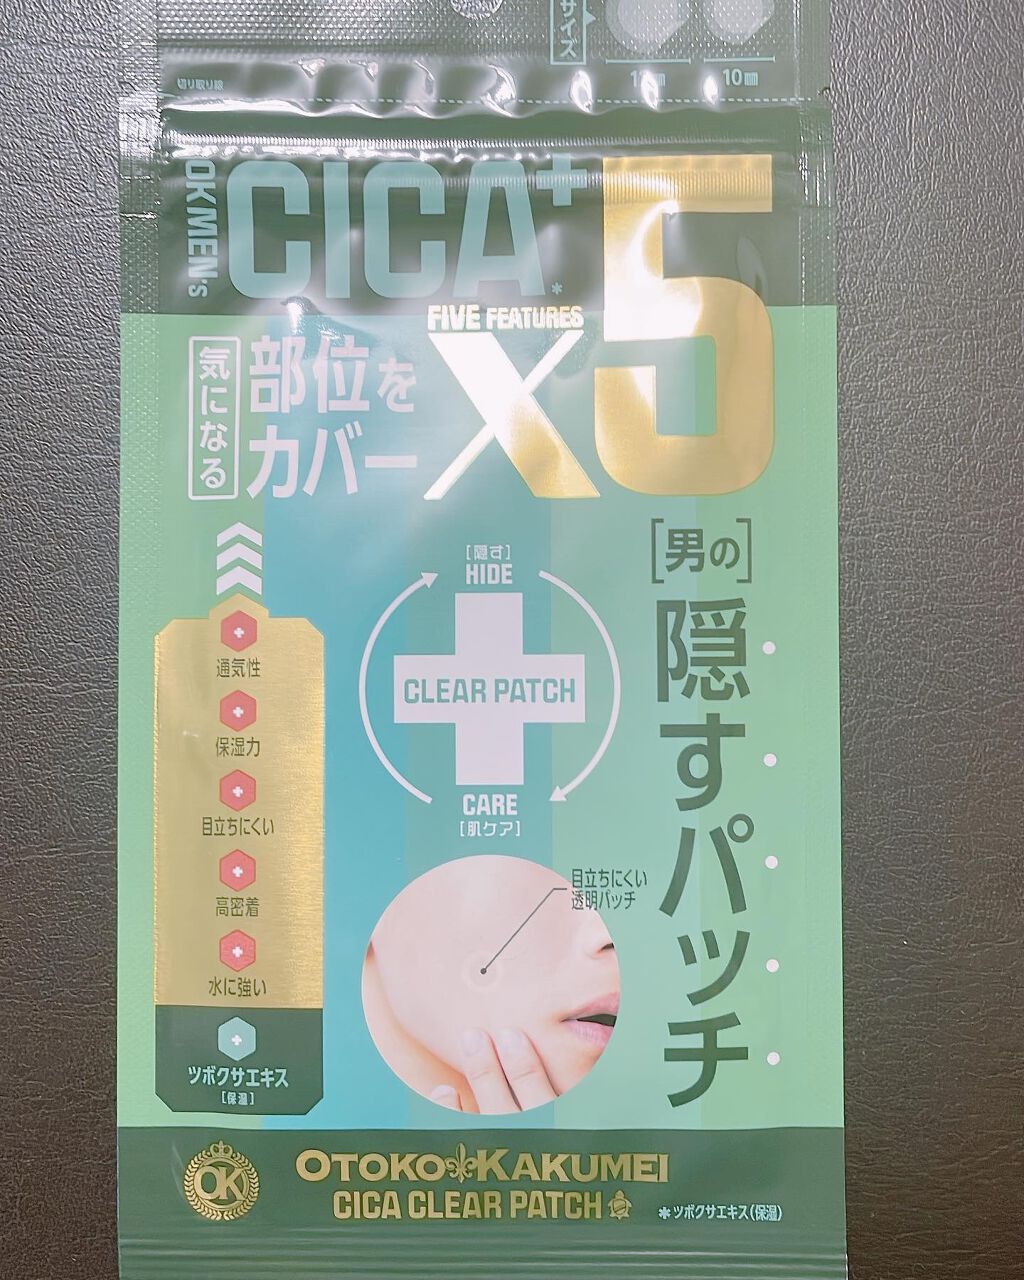 サイズ
10㎜
切り取り線
OK MEN's
CICA+
*
5
FIVE FEATURES
X
気になる
部位を
カバー
[男の]
隠すパッチ
[隠す]
HIDE
CLEAR PATCH
CARE
[肌ケア]
通気性
保湿力
目立ちにくい
高密着
水に強い
ツボクサエキス
[保湿]
目立ちにくい
透明パッチ
OK
OTOKO KAKUMEI
CICA CLEAR PATCH
*ツボクサエキス(保湿)